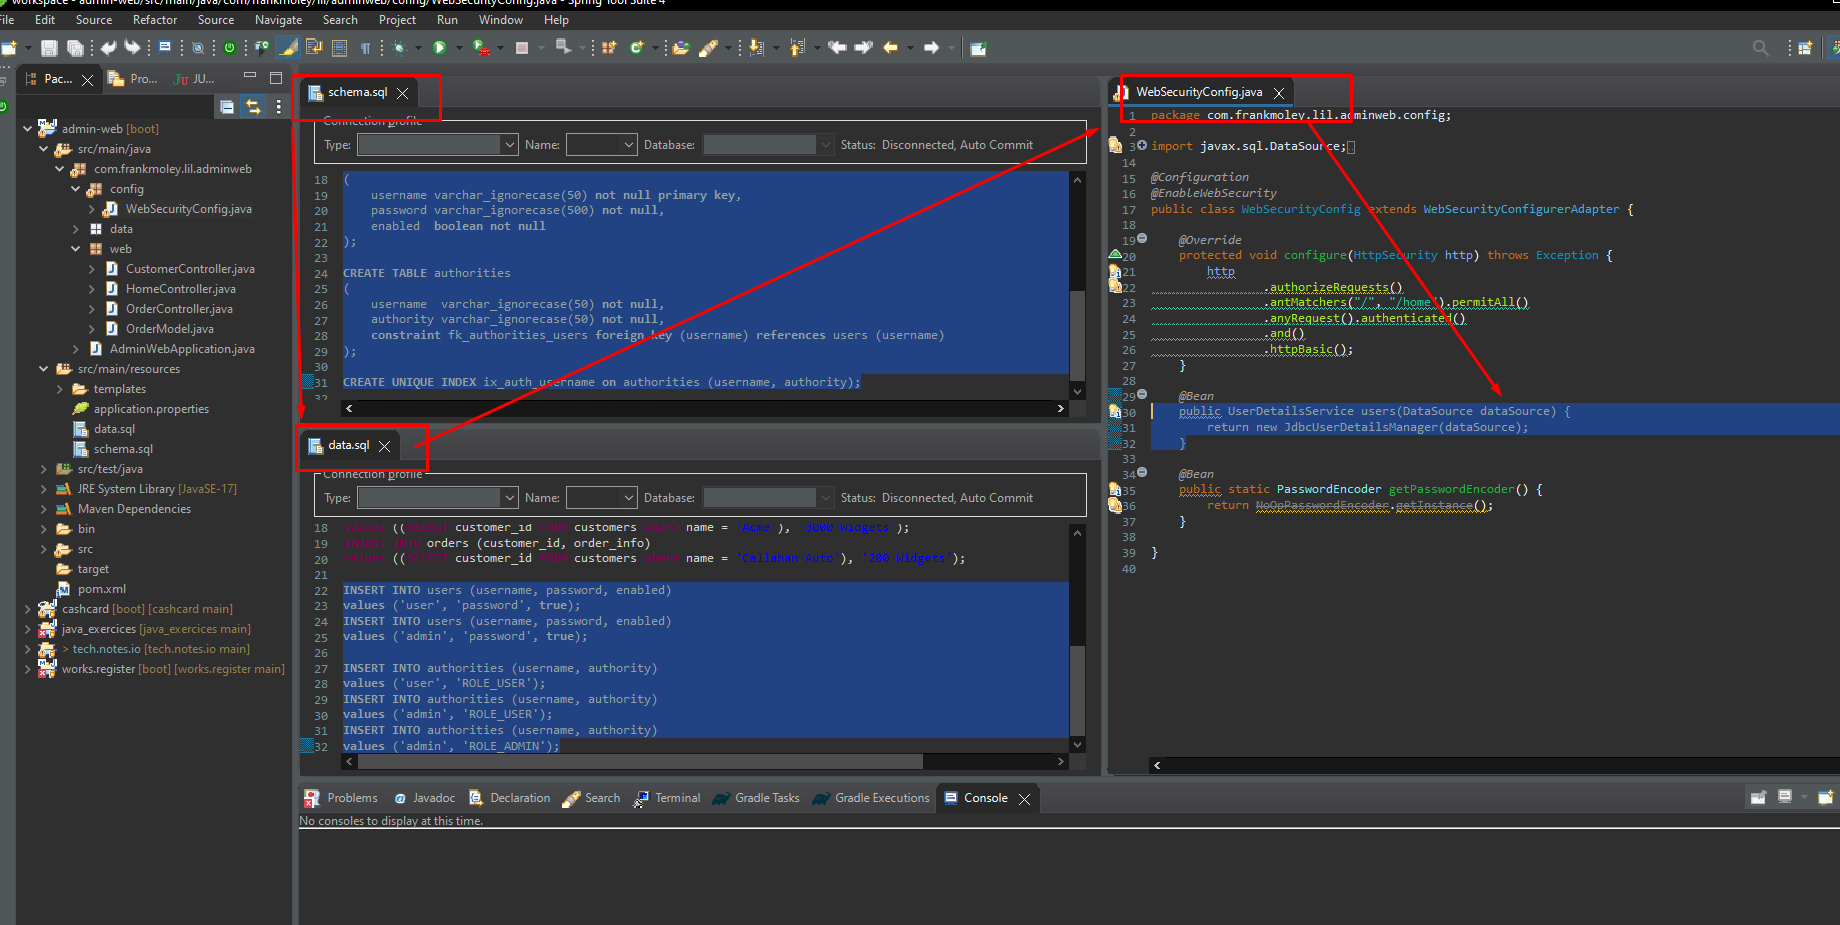 workspace - admin-web/src/main/java/com/frankmoley/lil/adminweb/config/WebSecurityConfig.java - Spring Tool Suite 4
File Edit Source Refactor Source Navigate Search Project Run Window Help
Pac... Pro... JU...
admin-web [boot]
src/main/java
com.frankmoley.lil.adminweb
config
WebSecurityConfig.java
data
web
CustomerController.java
HomeController.java
OrderController.java
OrderModel.java
AdminWebApplication.java
src/main/resources
templates
application.properties
data.sql
schema.sql
src/test/java
JRE System Library [JavaSE-17]
Maven Dependencies
bin
src
target
pom.xml
cashcard [boot] [cashcard main]
java_exercices [java_exercices main]
> tech.notes.io [tech.notes.io main]
works.register [boot] [works.register main]
schema.sql
Connection profile
Type: Name: Database: Status: Disconnected, Auto Commit
18 (
19 username varchar_ignorecase(50) not null primary key,
20 password varchar_ignorecase(500) not null,
21 enabled  boolean not null
22 );
23
24 CREATE TABLE authorities
25 (
26 username  varchar_ignorecase(50) not null,
27 authority varchar_ignorecase(50) not null,
28 constraint fk_authorities_users foreign key (username) references users (username)
29 );
30
31 CREATE UNIQUE INDEX ix_auth_username on authorities (username, authority);
32
data.sql
Connection profile
Type: Name: Database: Status: Disconnected, Auto Commit
18 values ((SELECT customer_id FROM customers where name = 'Acme'), '3000 Widgets');
19 INSERT INTO orders (customer_id, order_info)
20 values ((SELECT customer_id FROM customers where name = 'Callahan Auto'), '200 Widgets');
21
22 INSERT INTO users (username, password, enabled)
23 values ('user', 'password', true);
24 INSERT INTO users (username, password, enabled)
25 values ('admin', 'password', true);
26
27 INSERT INTO authorities (username, authority)
28 values ('user', 'ROLE_USER');
29 INSERT INTO authorities (username, authority)
30 values ('admin', 'ROLE_USER');
31 INSERT INTO authorities (username, authority)
32 values ('admin', 'ROLE_ADMIN');
WebSecurityConfig.java
1 package com.frankmoley.lil.adminweb.config;
2
3 import javax.sql.DataSource;
14
15 @Configuration
16 @EnableWebSecurity
17 public class WebSecurityConfig extends WebSecurityConfigurerAdapter {
18
19 @Override
20 protected void configure(HttpSecurity http) throws Exception {
21 http
22 .authorizeRequests()
23 .antMatchers("/", "/home").permitAll()
24 .anyRequest().authenticated()
25 .and()
26 .httpBasic();
27 }
28
29 @Bean
30 public UserDetailsService users(DataSource dataSource) {
31 return new JdbcUserDetailsManager(dataSource);
32 }
33
34 @Bean
35 public static PasswordEncoder getPasswordEncoder() {
36 return NoOpPasswordEncoder.getInstance();
37 }
38
39 }
40
Problems Javadoc Declaration Search Terminal Gradle Tasks Gradle Executions Console
No consoles to display at this time.